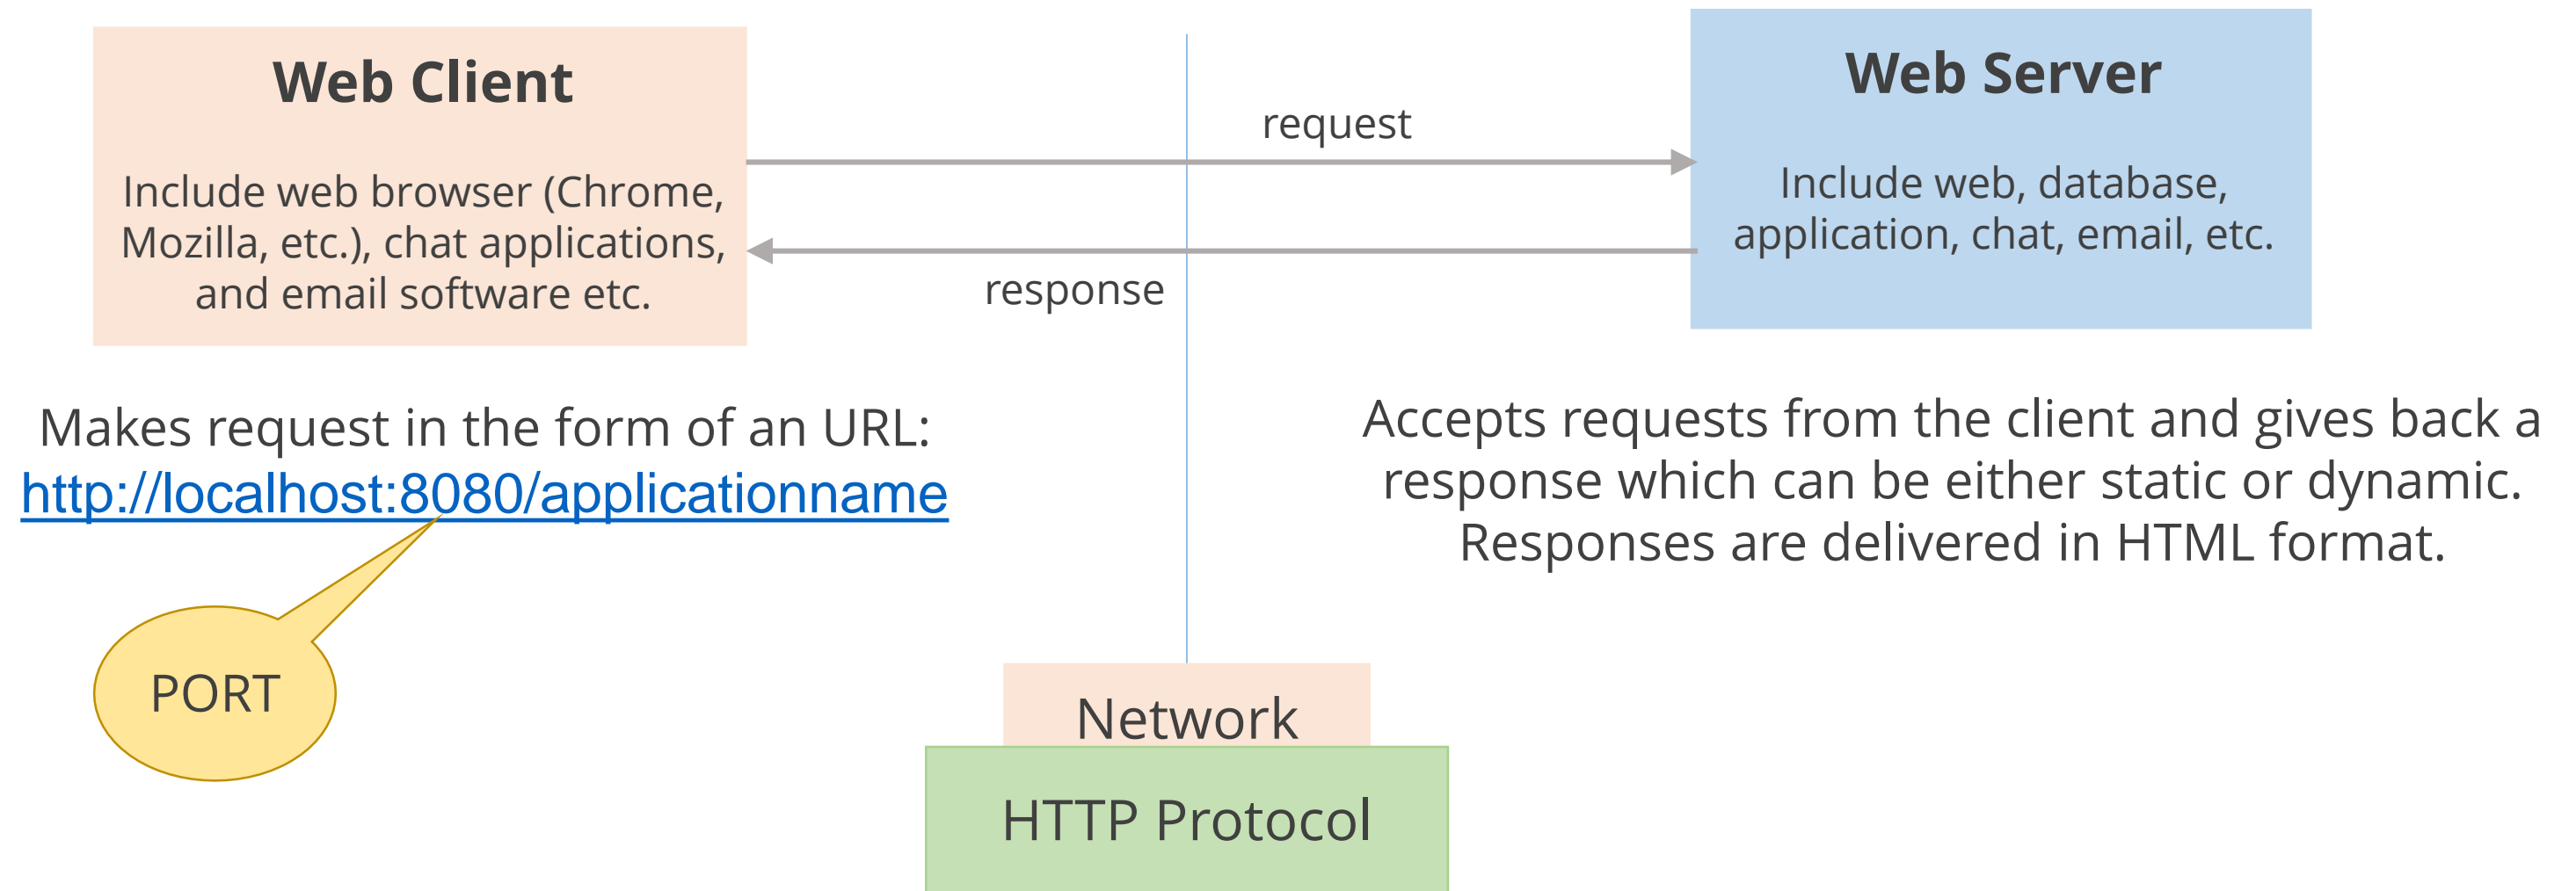 Web Client
Include web browser (Chrome,
Mozilla, etc.), chat applications,
and email software etc.
request
response
Web Server
Include web, database,
application, chat, email, etc.
Makes request in the form of an URL:
http://localhost:8080/applicationname
PORT
Accepts requests from the client and gives back a
response which can be either static or dynamic.
Responses are delivered in HTML format.
Network
HTTP Protocol